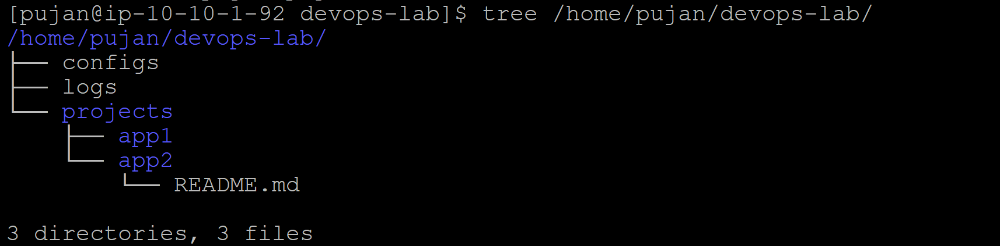 [pujan@ip-10-10-1-92 devops-lab]$ tree /home/pujan/devops-lab/
/home/pujan/devops-lab/
├── configs
├── logs
└── projects
    ├── app1
    └── app2
        └── README.md
3 directories, 3 files